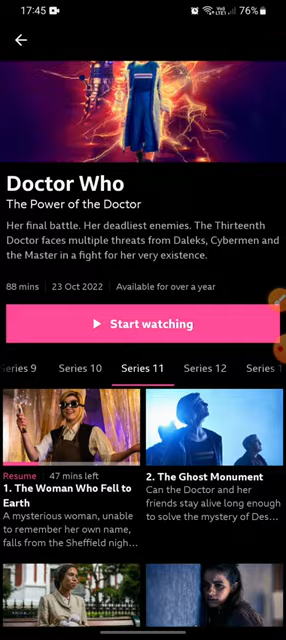 17:45
Vo)
LTE1
76%
Doctor Who
The Power of the Doctor
Her final battle. Her deadliest enemies. The Thirteenth
Doctor faces multiple threats from Daleks, Cybermen and
the Master in a fight for her very existence.
88 mins 23 Oct 2022 Available for over a year
Start watching
eries 9 Series 10 Series 11 Series 12 Series 1
Resume 47 mins left
1. The Woman Who Fell to
Earth
A mysterious woman, unable
to remember her own name,
falls from the Sheffield nigh...
2. The Ghost Monument
Can the Doctor and her
friends stay alive long enough
to solve the mystery of Des...